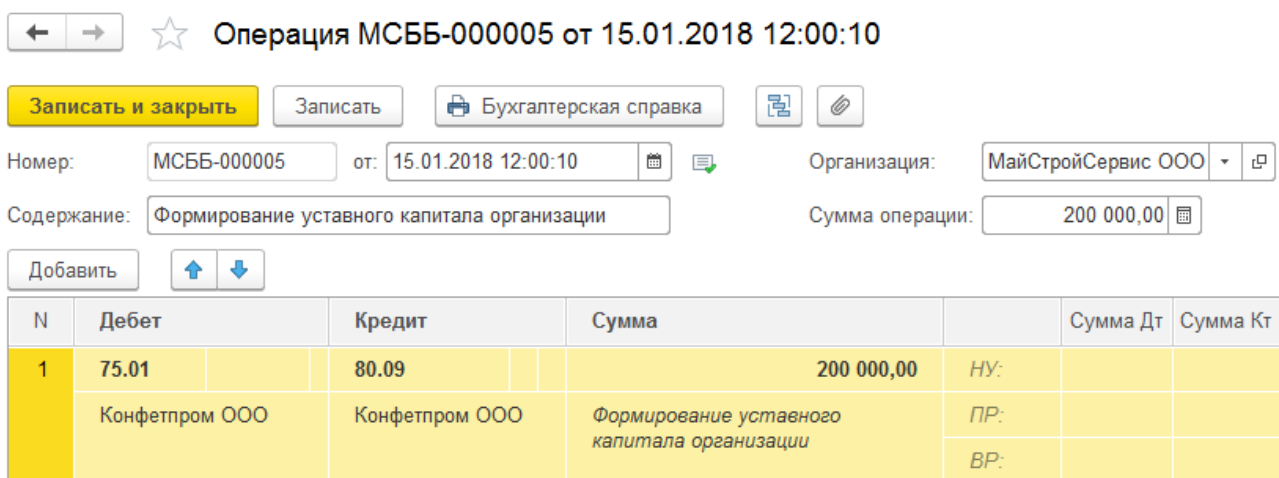 Операция МСББ-000005 от 15.01.2018 12:00:10
Записать и закрыть Записать Бухгалтерская справка
Номер: МСББ-000005 от: 15.01.2018 12:00:10 Организация: МайСтройСервис ООО
Содержание: Формирование уставного капитала организации Сумма операции: 200 000,00
Добавить
N Дебет Кредит Сумма Сумма Дт Сумма Кт
1 75.01 80.09 200 000,00 НУ:
Конфетпром ООО Конфетпром ООО Формирование уставного ПР:
капитала организации
ВР: